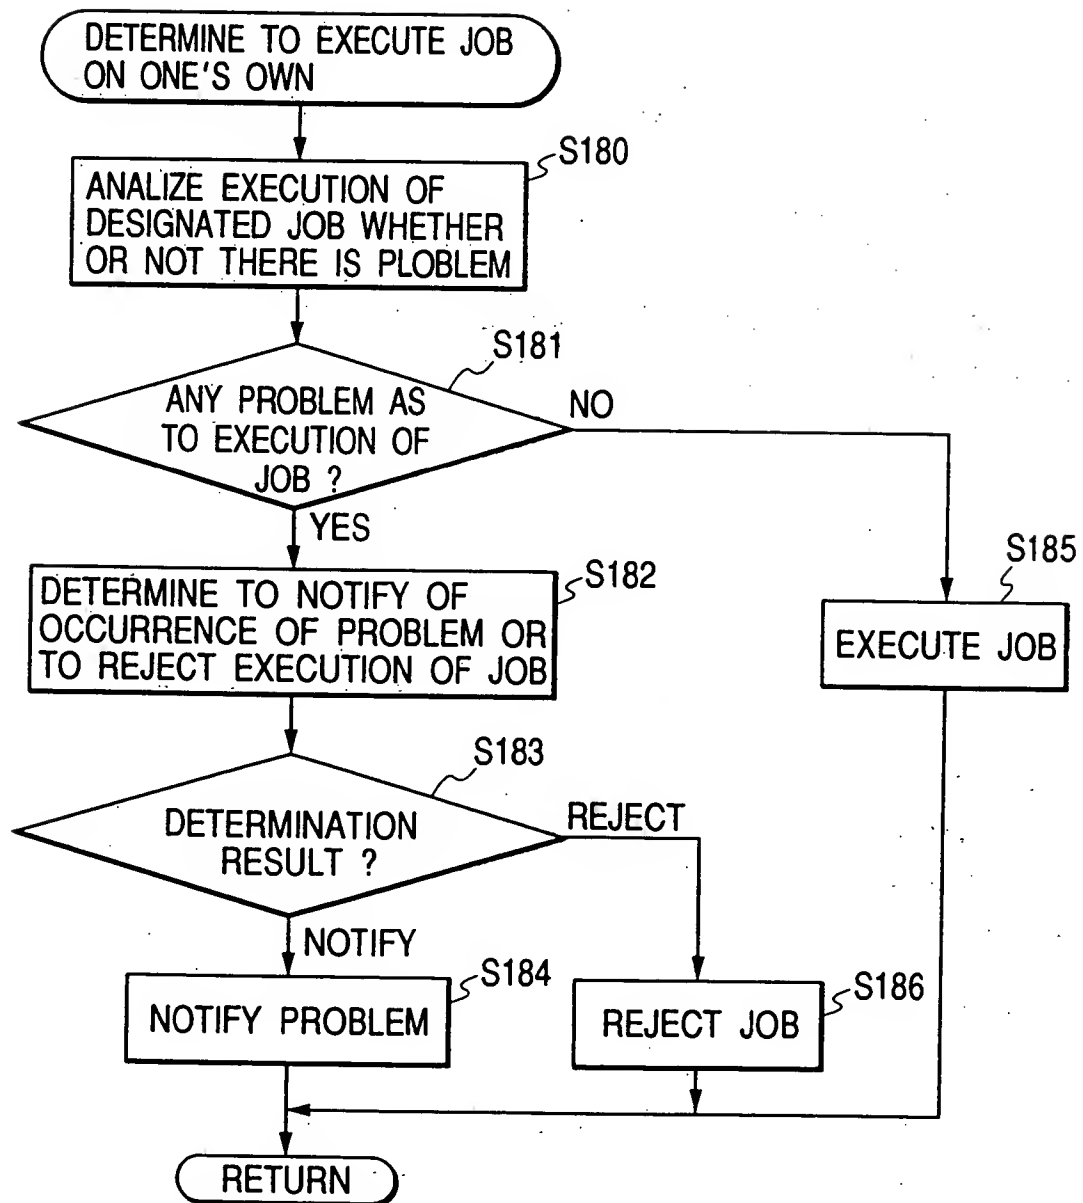 DETERMINE TO EXECUTE JOB
ON ONE'S OWN
S180
ANALIZE EXECUTION OF
DESIGNATED JOB WHETHER
OR NOT THERE IS PLOBLEM
S181
ANY PROBLEM AS
TO EXECUTION OF
JOB ?
NO
YES
S182
DETERMINE TO NOTIFY OF
OCCURRENCE OF PROBLEM OR
TO REJECT EXECUTION OF JOB
S185
EXECUTE JOB
S183
DETERMINATION
RESULT ?
REJECT
NOTIFY
S184
NOTIFY PROBLEM
S186
REJECT JOB
RETURN